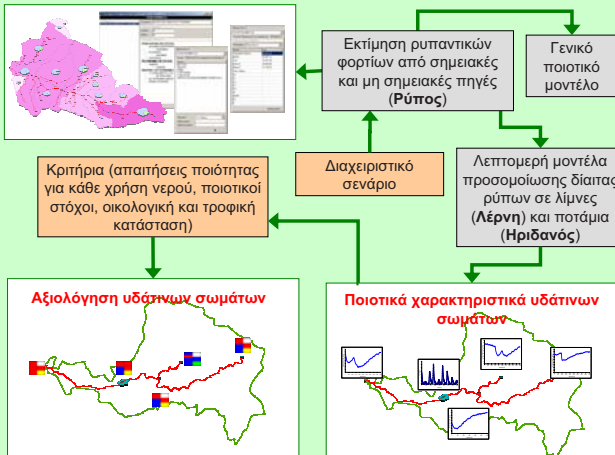 Εκτίμηση ρυπαντικών
φορτίων από σημειακές
και μη σημειακές πηγές
(Ρύπος)
Γενικό
ποιοτικό
μοντέλο
Κριτήρια (απαιτήσεις ποιότητας
για κάθε χρήση νερού, ποιοτικοί
στόχοι, οικολογική και τροφική
κατάσταση)
Διαχειριστικό
σενάριο
Λεπτομερή μοντέλα
προσομοίωσης δίαιτας
ρύπων σε λίμνες
(Λέρνη) και ποτάμια
(Ηριδανός)
Αξιολόγηση υδάτινων σωμάτων
Ποιοτικά χαρακτηριστικά υδάτινων
σωμάτων